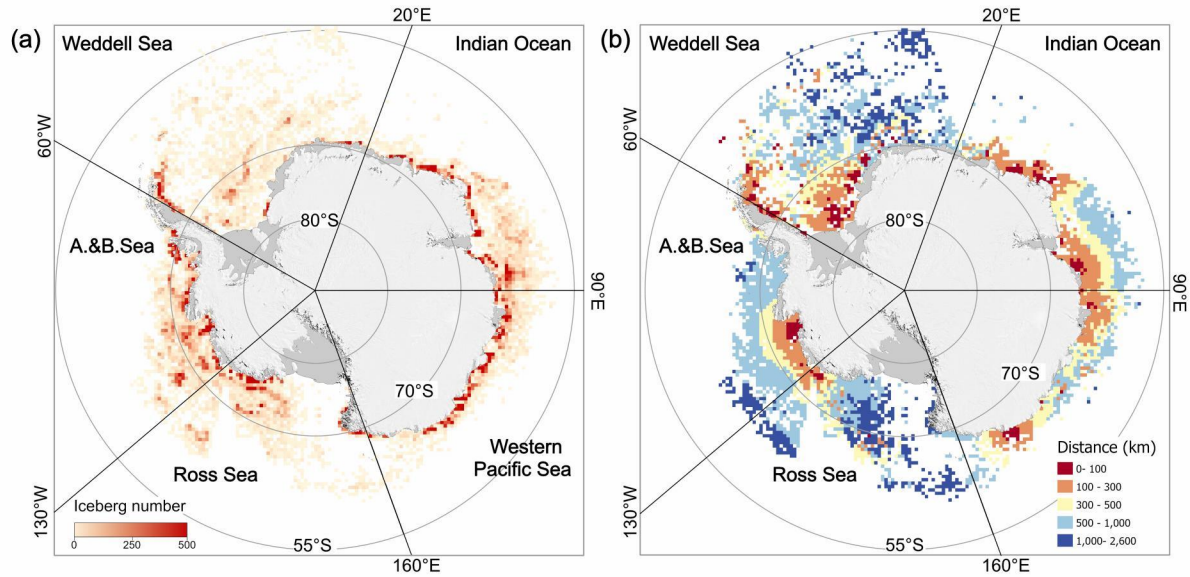 (a)
Weddell Sea
20°E
Indian Ocean
60°W
80°S
A.&B.Sea
90°E
70°S
Western
Pacific Sea
Ross Sea
Iceberg number
0 250 500
130°W
55°S
160°E
(b)
Weddell Sea
20°E
Indian Ocean
60°W
80°S
A.&B.Sea
90°E
70°S
Ross Sea
Distance (km)
0- 100
100 - 300
300 - 500
500 - 1,000
1,000- 2,600
130°W
55°S
160°E